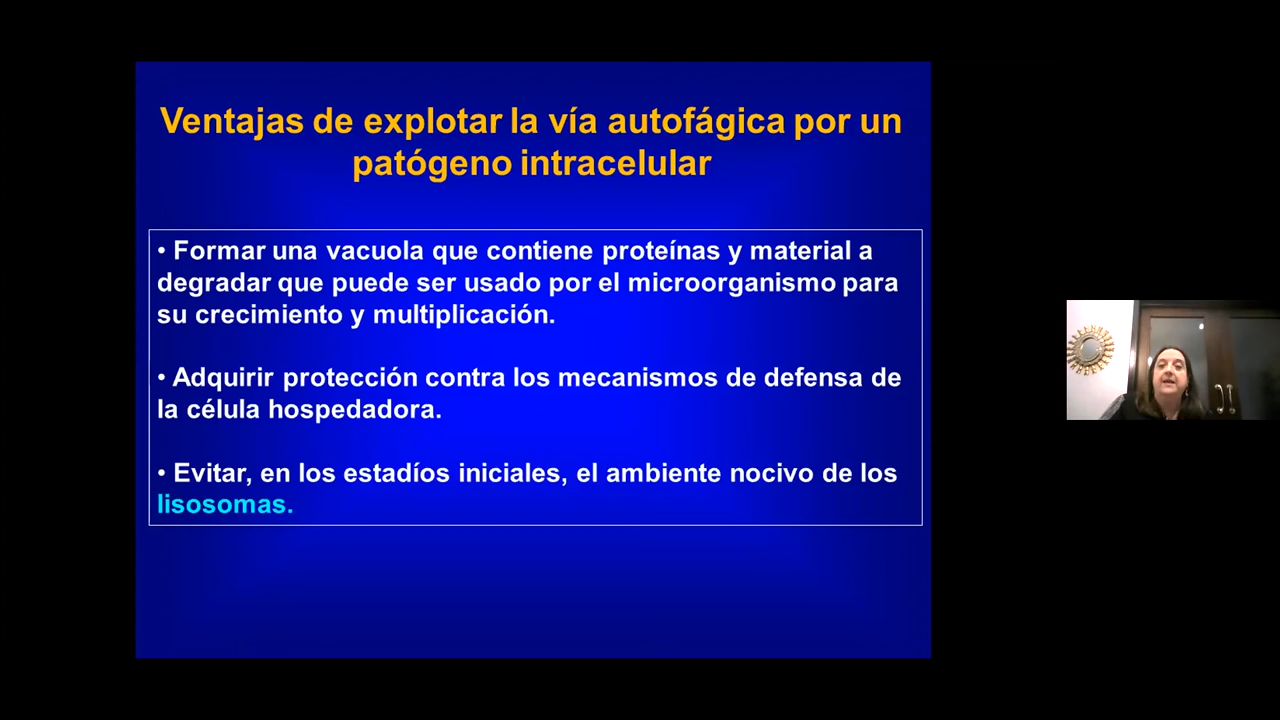 Ventajas de explotar la vía autofágica por un
patógeno intracelular
• Formar una vacuola que contiene proteínas y material a
degradar que puede ser usado por el microorganismo para
su crecimiento y multiplicación.
• Adquirir protección contra los mecanismos de defensa de
la célula hospedadora.
• Evitar, en los estadíos iniciales, el ambiente nocivo de los
lisosomas.